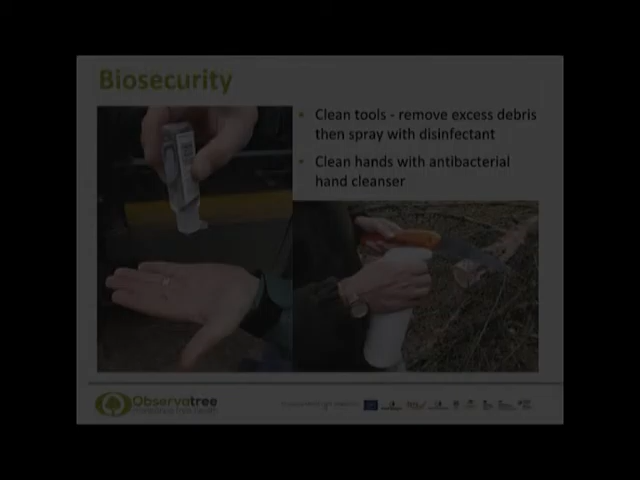 Biosecurity
• Clean tools - remove excess debris
then spray with disinfectant
• Clean hands with antibacterial
hand cleanser
Observatree